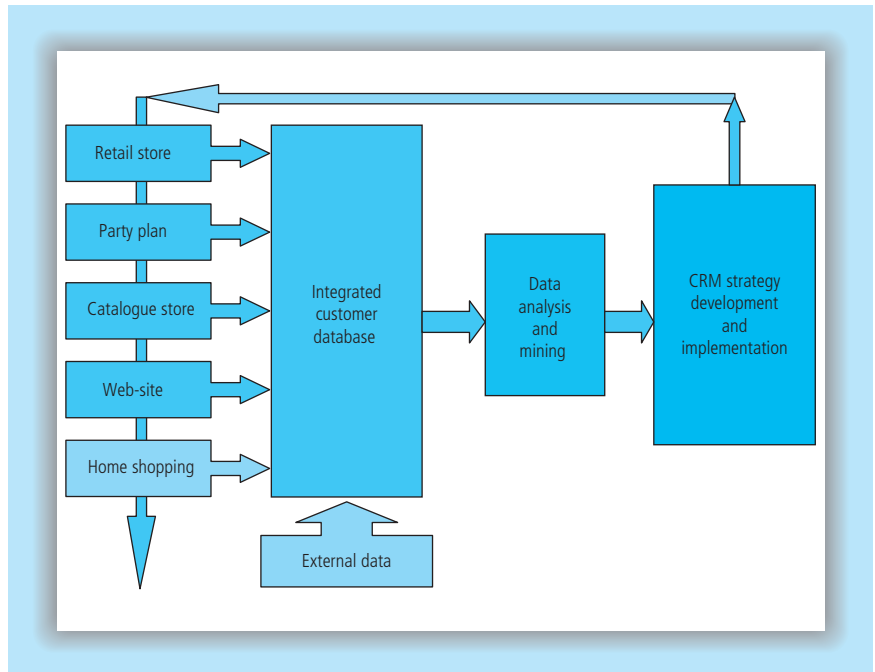 Retail store
Party plan
Catalogue store
Web-site
Home shopping
Integrated
customer
database
External data
Data
analysis
and
mining
CRM strategy
development
and
implementation